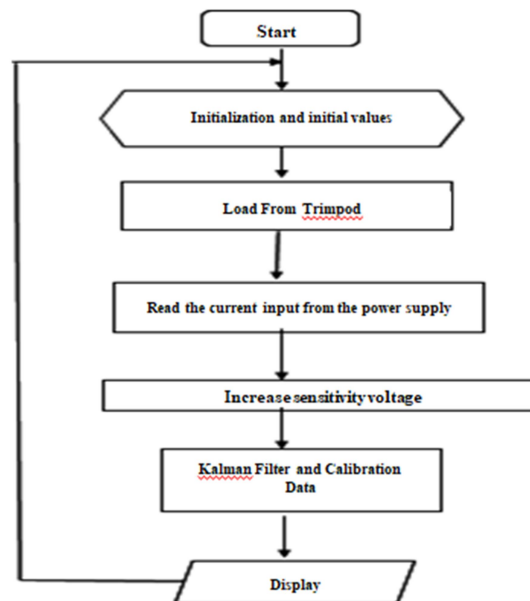 Start
Initialization and initial values
Load From Trimpod
Read the current input from the power supply
Increase sensitivity voltage
Kalman Filter and Calibration
Data
Display